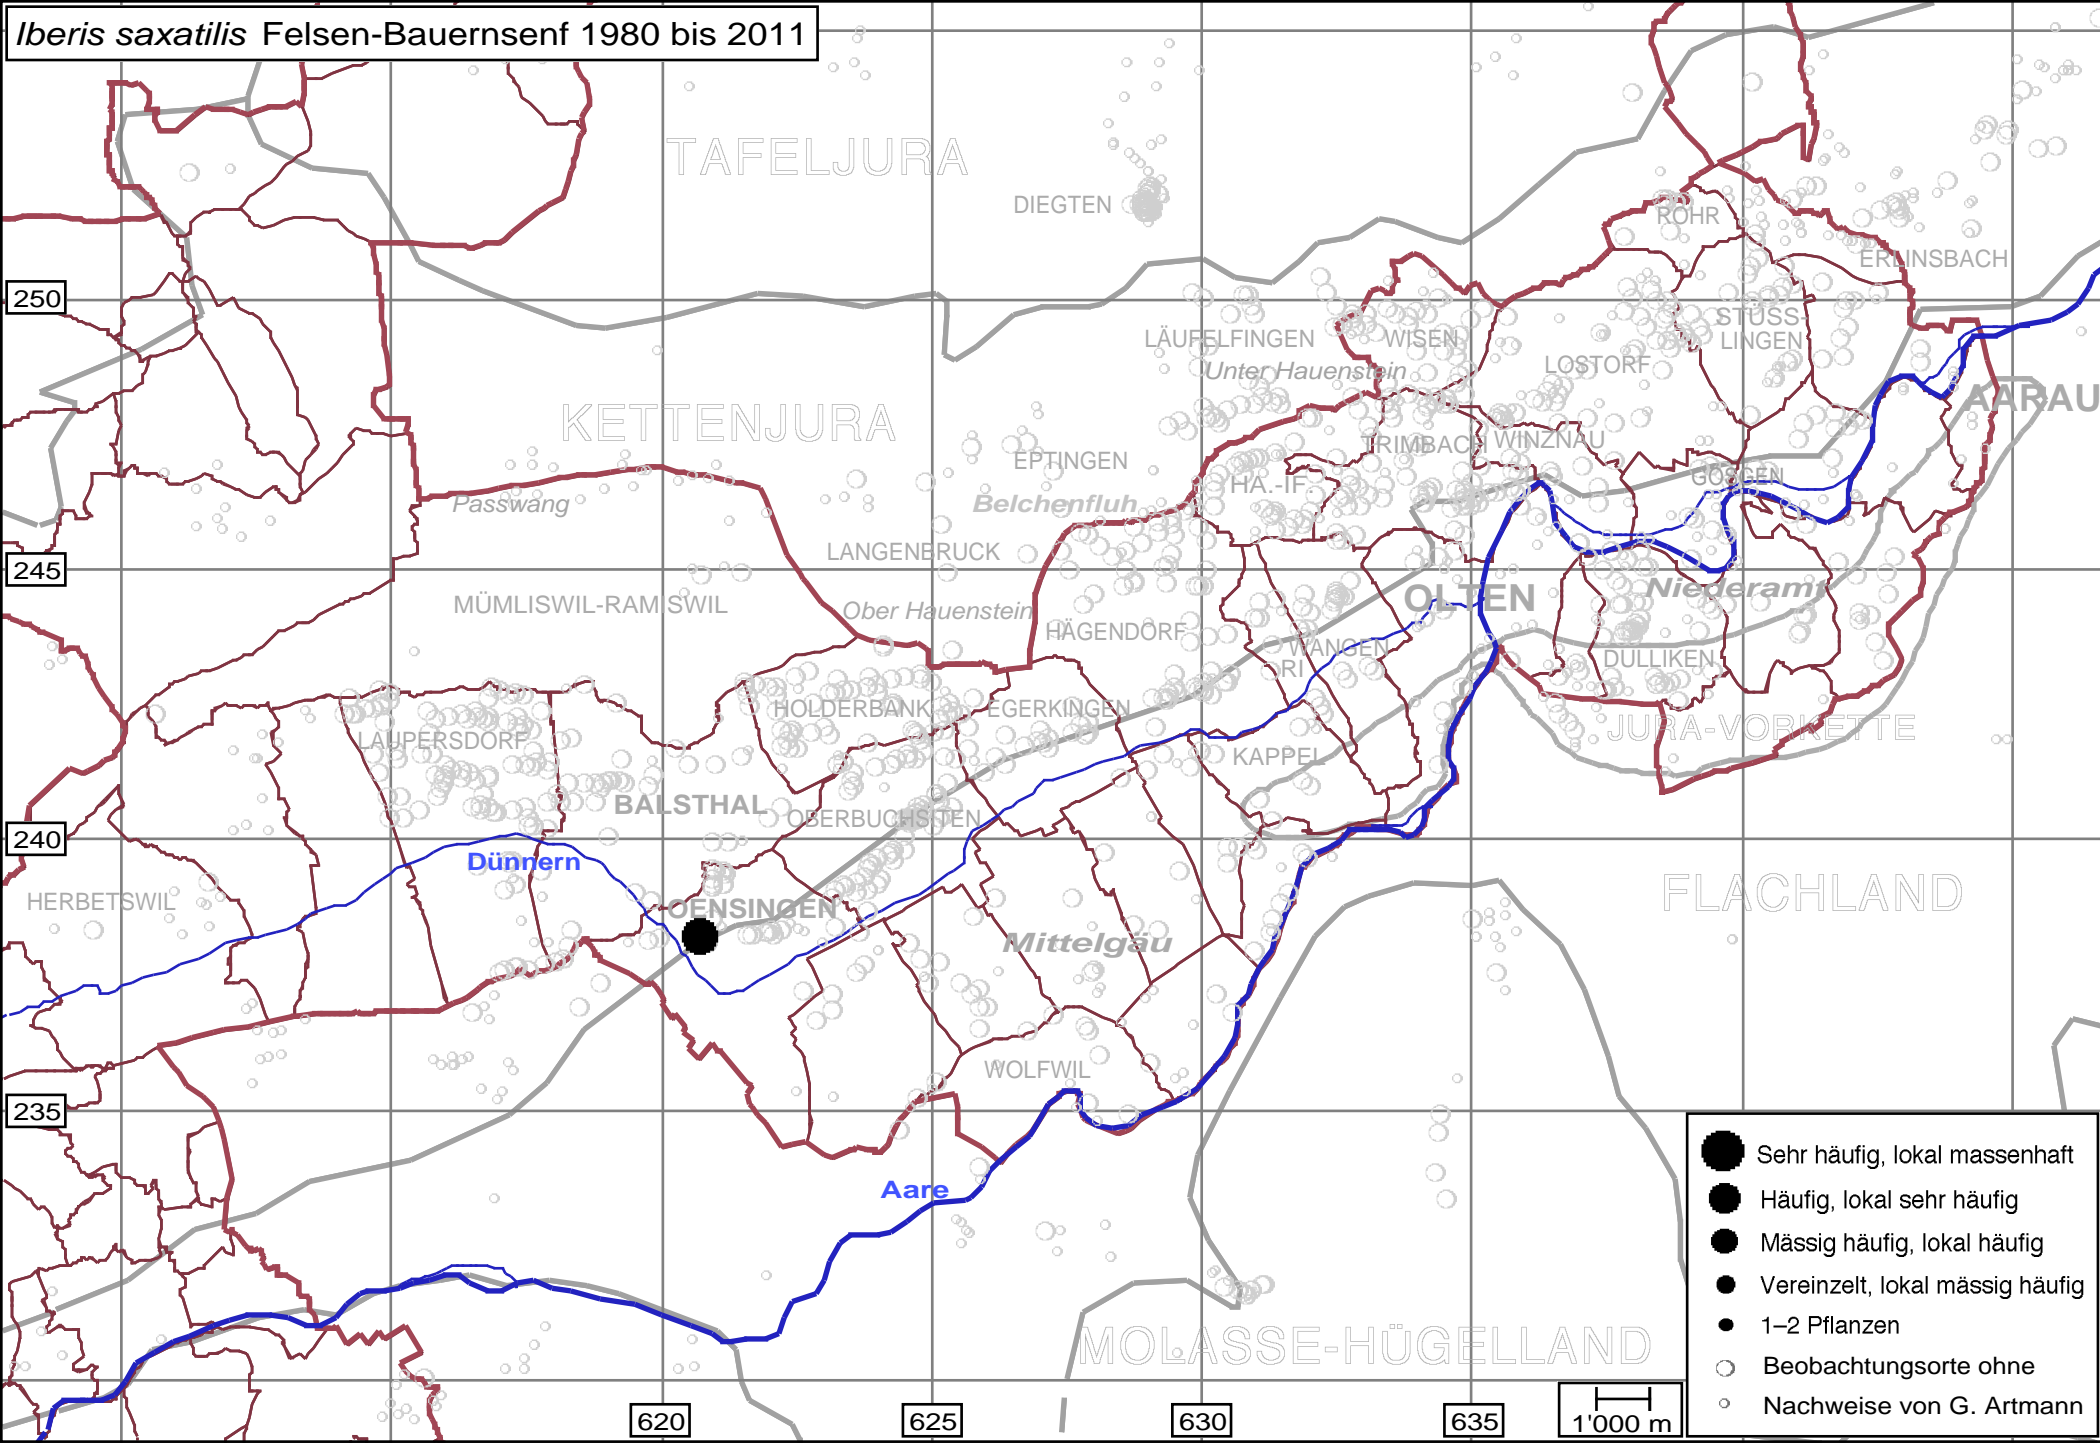 Iberis saxatilis Felsen-Bauernsenf 1980 bis 2011
TAFELJURA
DIEGTEN
ROHR
ERLINSBACH
250
LÄUFELFINGEN
WISEN
STÜSS-
LINGEN
Unter Hauenstein
LOSTORF
AARAU
KETTENJURA
TRIMBACH
WINZNAU
EPTINGEN
GÖSGEN
HA.-IF.
Passwang
Belchenfluh
LANGENBRUCK
245
MÜMLISWIL-RAMISWIL
Ober Hauenstein
OLTEN
Niederamt
HÄGENDORF
WANGEN
RI
DULLIKEN
HOLDERBANK
EGERKINGEN
JURA-VORKETTE
LAUPERSDORF
KAPPEL
BALSTHAL
OBERBUCHSITEN
240
Dünnern
HERBETSWIL
OENSINGEN
FLACHLAND
Mittelgäu
WOLFWIL
235
Aare
MOLASSE-HÜGELLAND
Sehr häufig, lokal massenhaft
Häufig, lokal sehr häufig
Mässig häufig, lokal häufig
Vereinzelt, lokal mässig häufig
1–2 Pflanzen
Beobachtungsorte ohne
Nachweise von G. Artmann
620
625
630
635
1'000 m